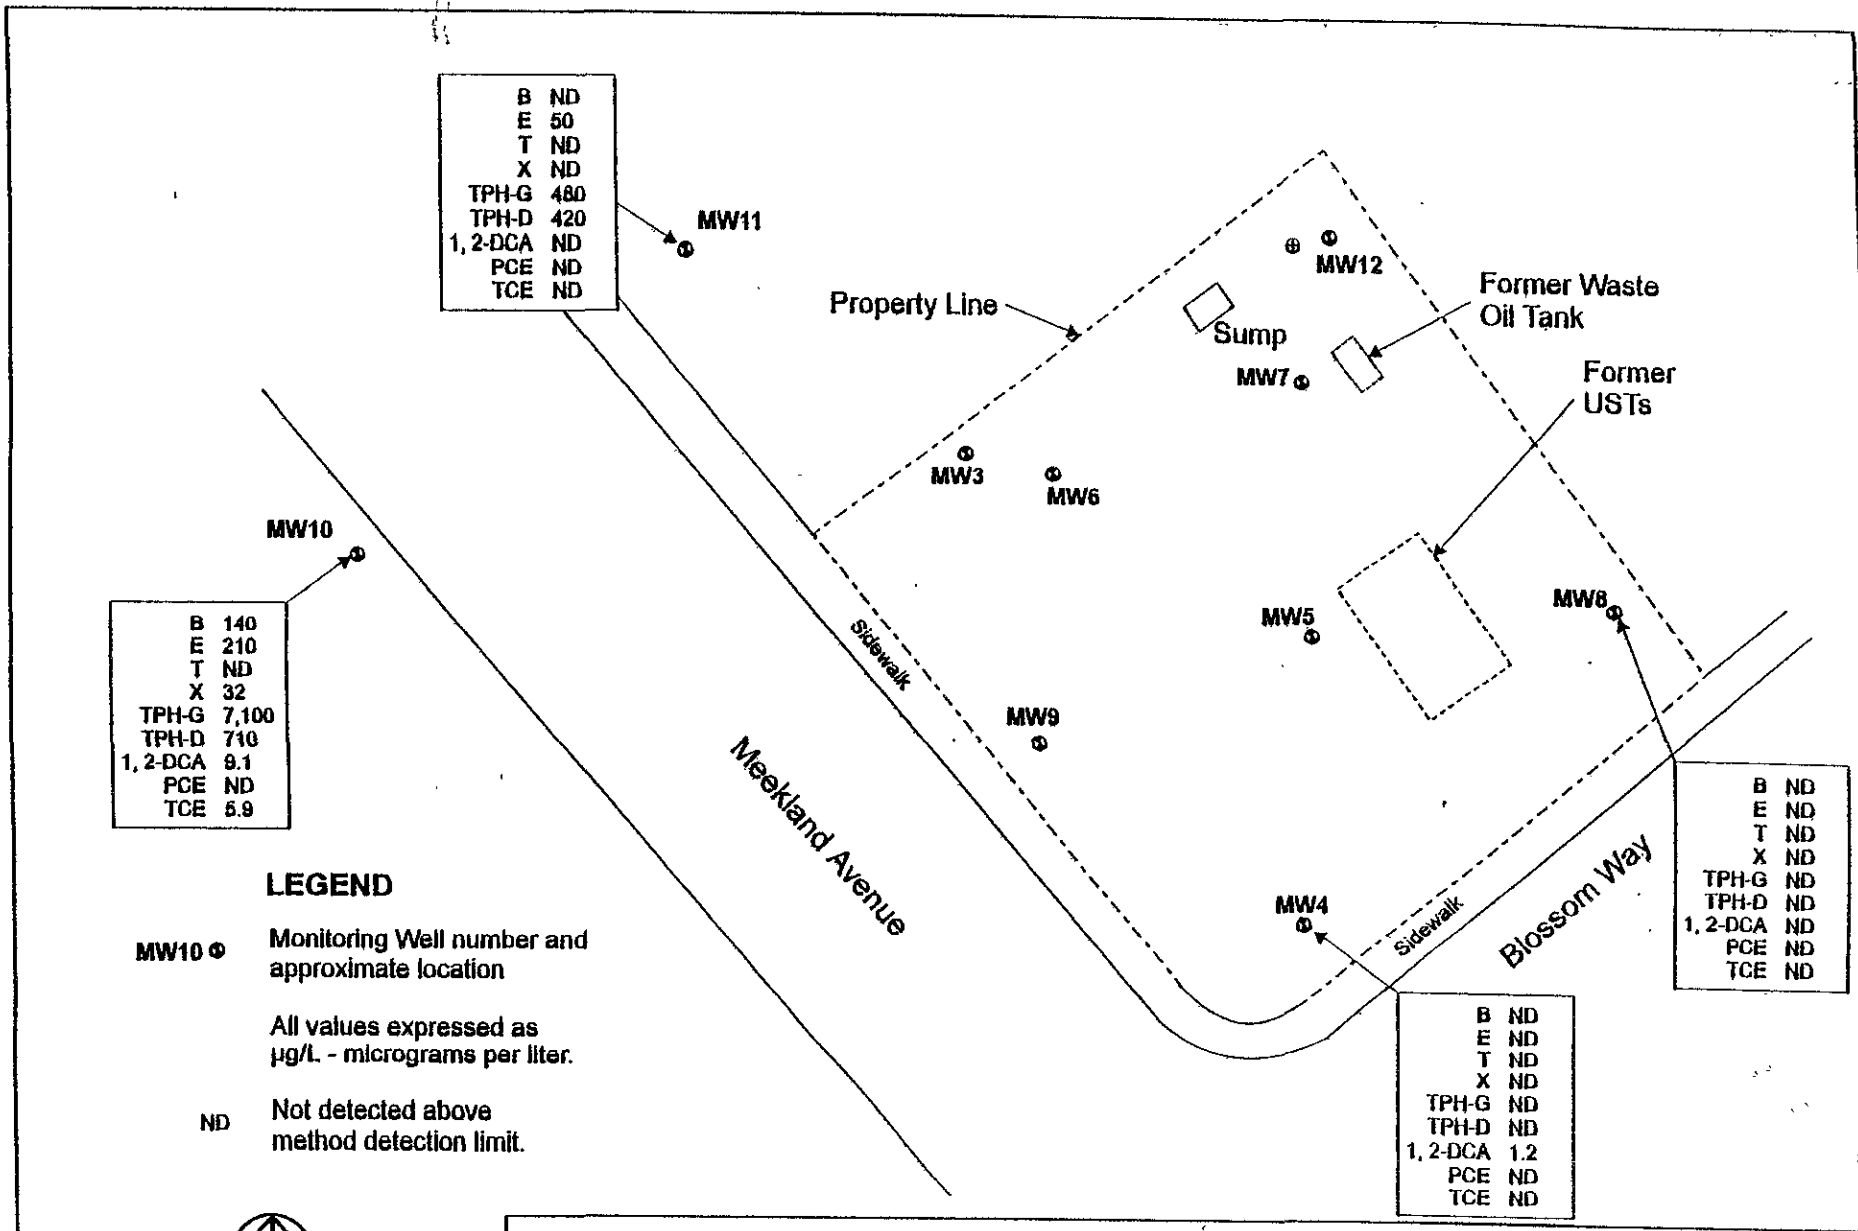 B ND
E 50
T ND
X ND
TPH-G 480
TPH-D 420
1, 2-DCA ND
PCE ND
TCE ND
MW11
MW12
Property Line
Sump
Former Waste
Oil Tank
MW7
Former
USTs
MW3
MW6
MW10
B 140
E 210
T ND
X 32
TPH-G 7,100
TPH-D 710
1, 2-DCA 9.1
PCE ND
TCE 5.9
Sidewalk
MW5
MW8
MW9
Meekland Avenue
B ND
E ND
T ND
X ND
TPH-G ND
TPH-D ND
1, 2-DCA ND
PCE ND
TCE ND
MW4
Sidewalk
Blossom Way
B ND
E ND
T ND
X ND
TPH-G ND
TPH-D ND
1, 2-DCA 1.2
PCE ND
TCE ND
LEGEND
MW10 Monitoring Well number and
approximate location
All values expressed as
µg/L - micrograms per liter.
ND Not detected above
method detection limit.